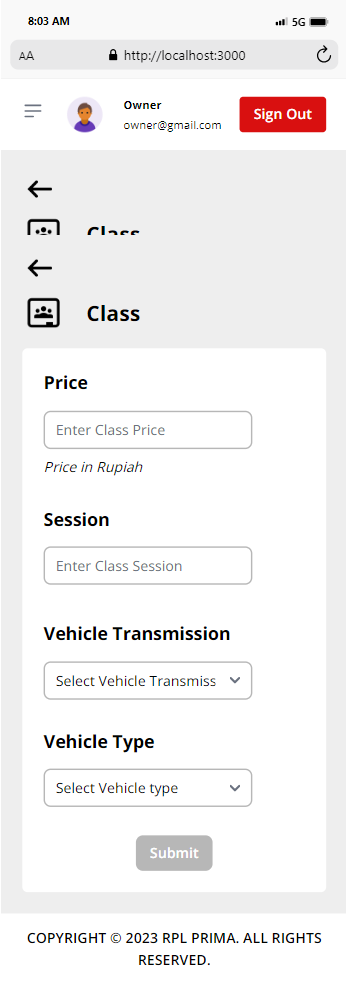 8:03 AM
5G
AA
http://localhost:3000
Owner
owner@gmail.com
Sign Out
Class
Class
Price
Enter Class Price
Price in Rupiah
Session
Enter Class Session
Vehicle Transmission
Select Vehicle Transmiss
Vehicle Type
Select Vehicle type
Submit
COPYRIGHT © 2023 RPL PRIMA. ALL RIGHTS
RESERVED.